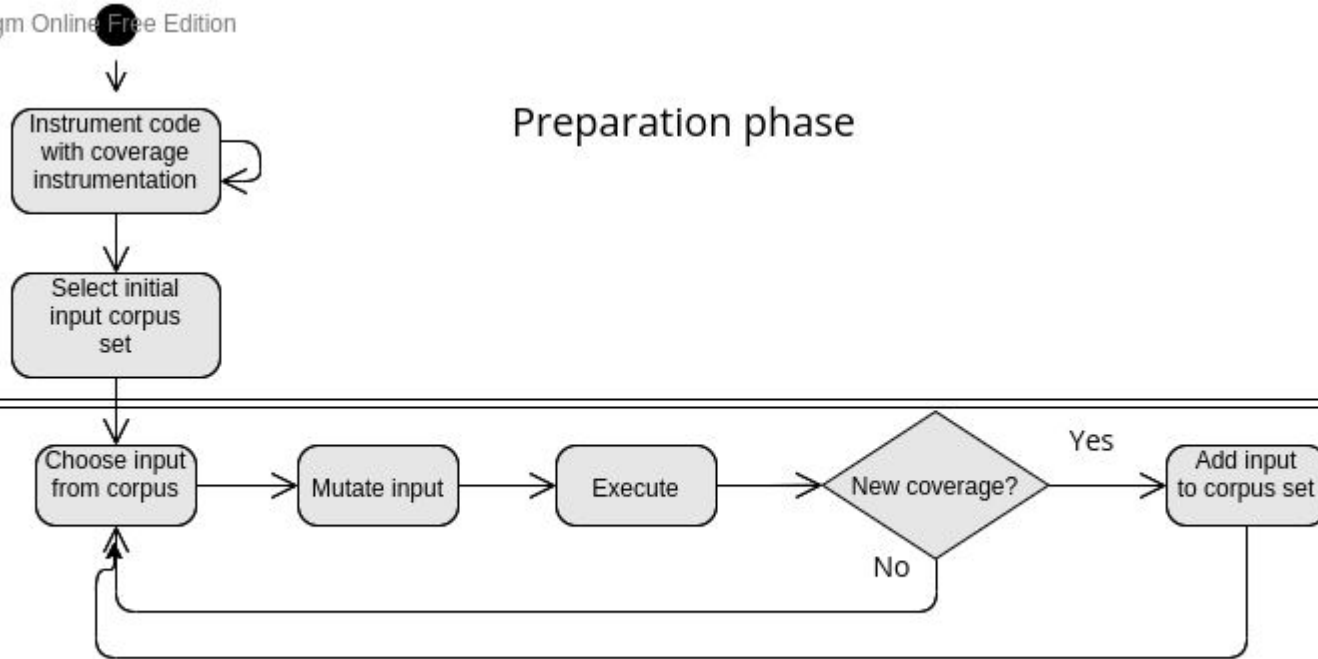 gm Online Free Edition
Instrument code
with coverage
instrumentation
Preparation phase
Select initial
input corpus
set
Choose input
from corpus
Mutate input
Execute
New coverage?
Yes
Add input
to corpus set
No